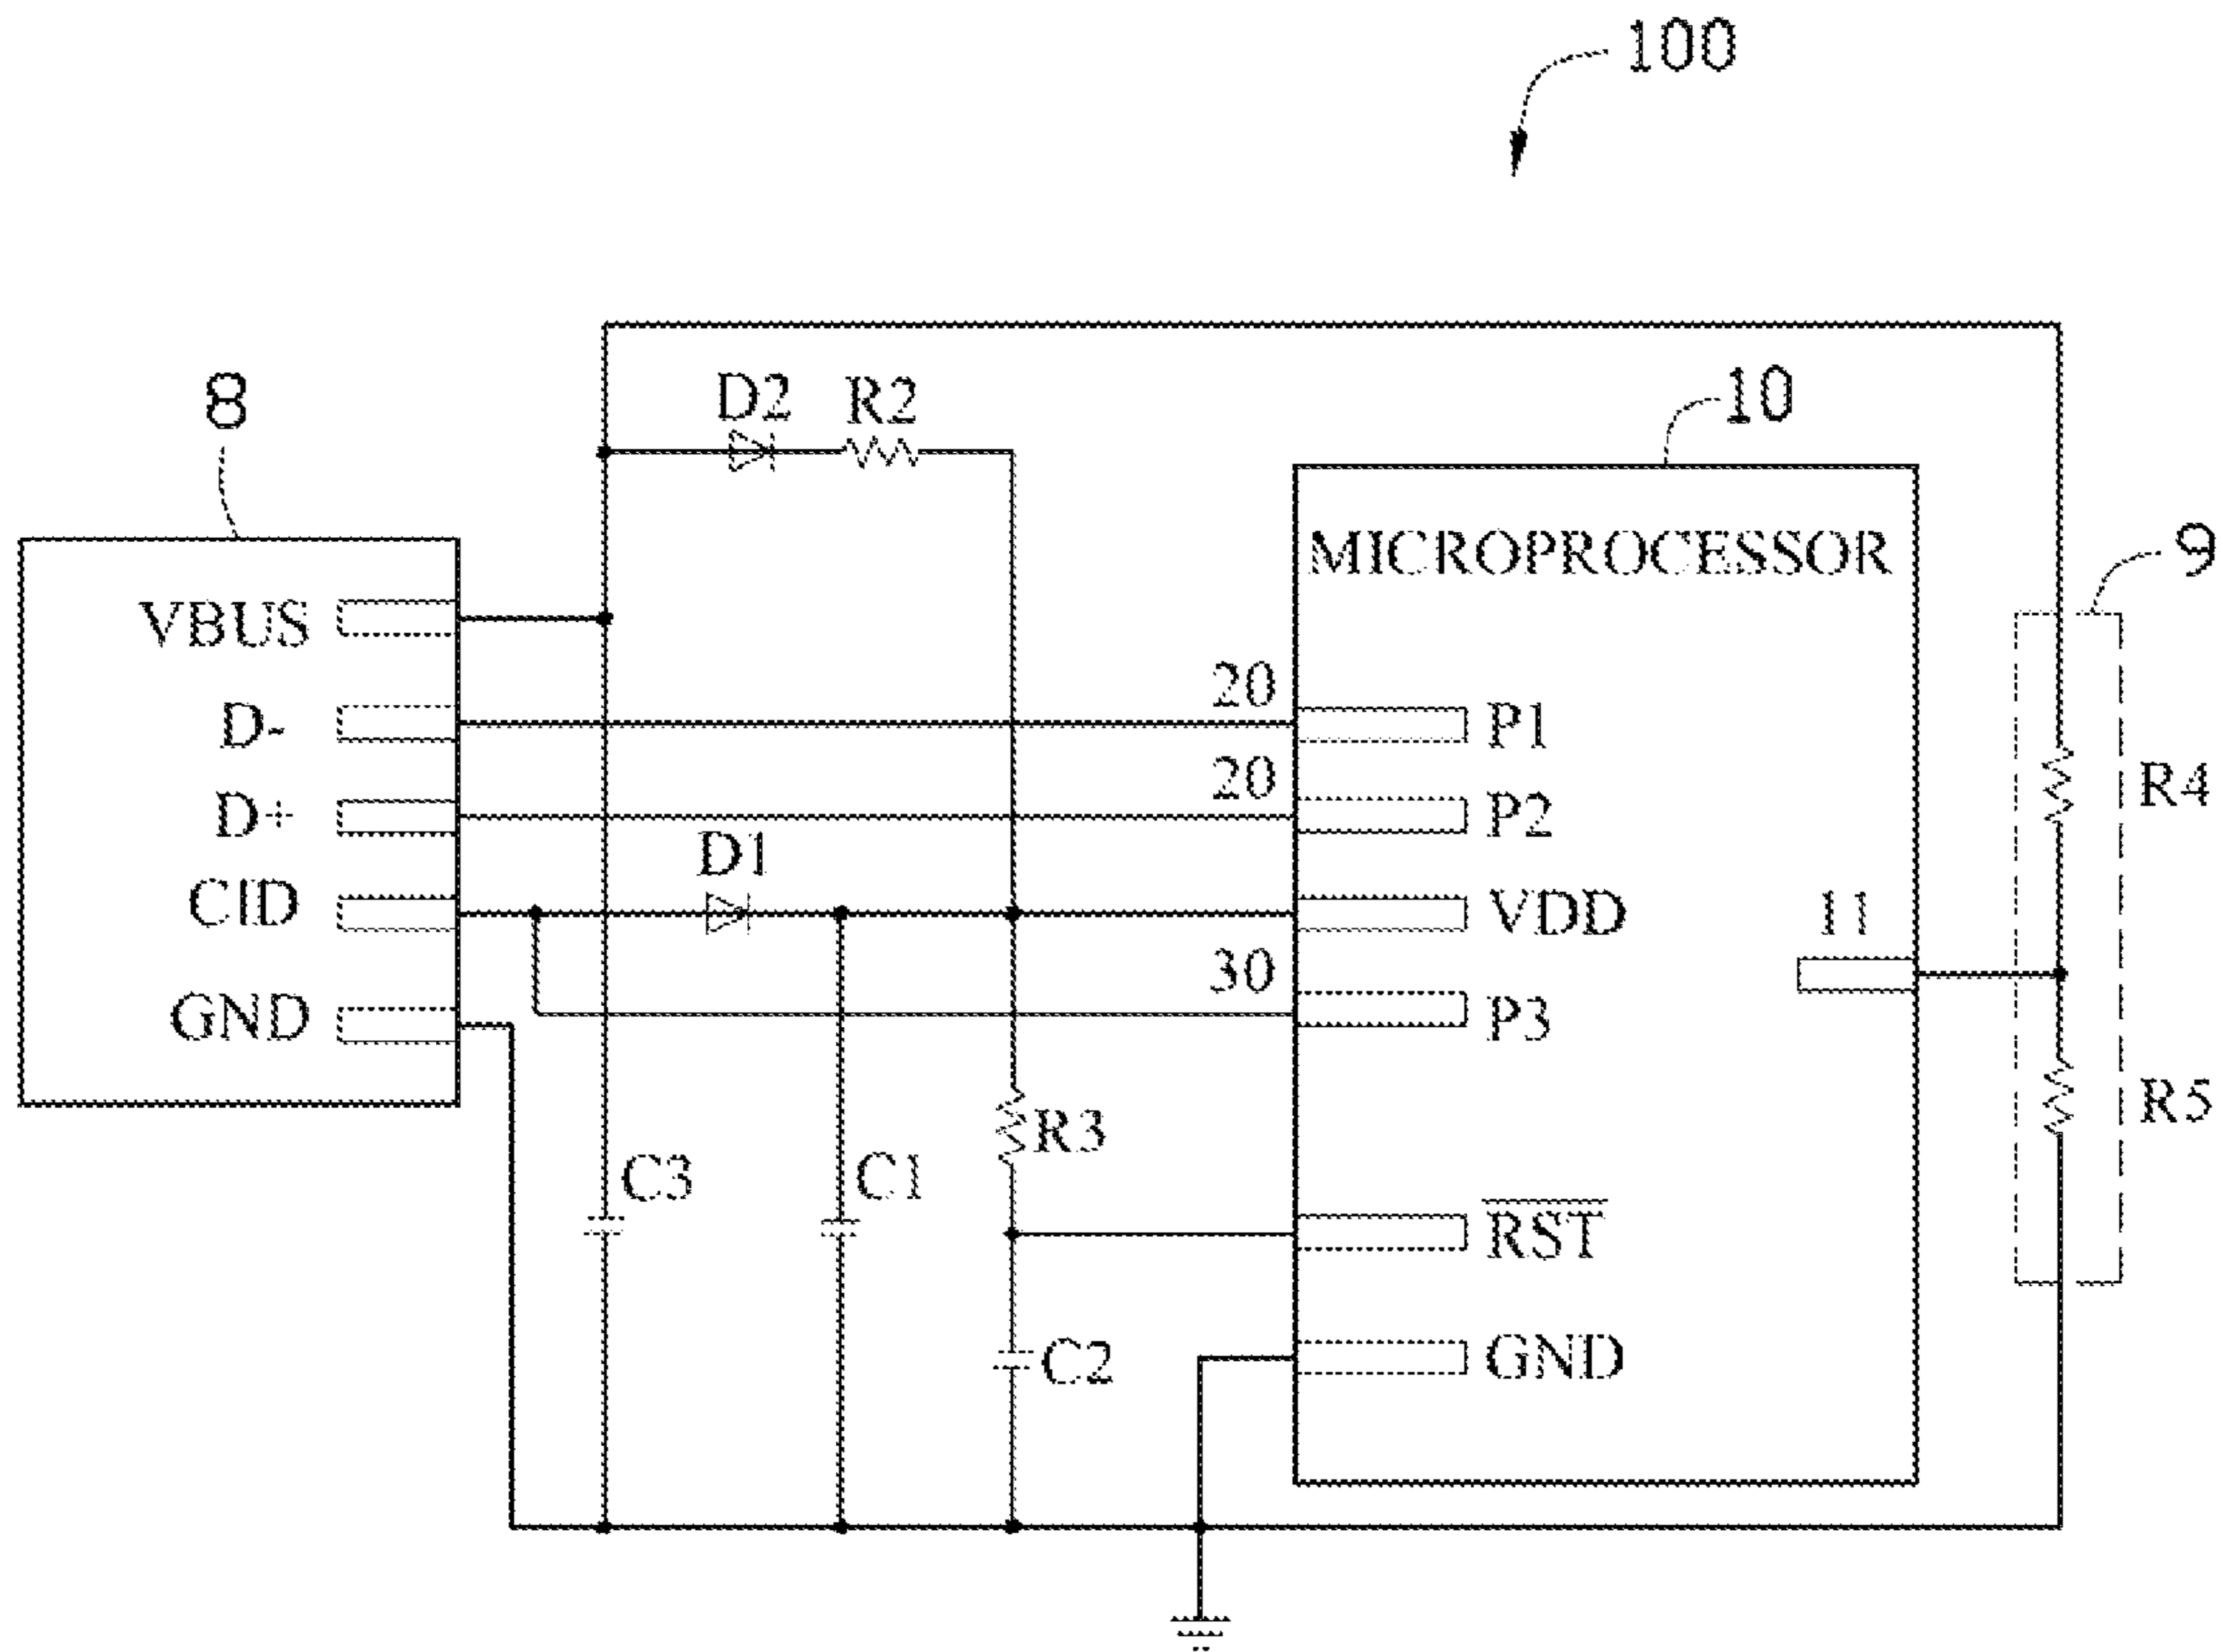 100
8
D2 R2
10
MICROPROCESSOR
9
VBUS
20
D-
P1
20
R4
D+
P2
D1
CID
VDD
11
30
GND
P3
R3
R5
C3
C1
RST
C2
GND